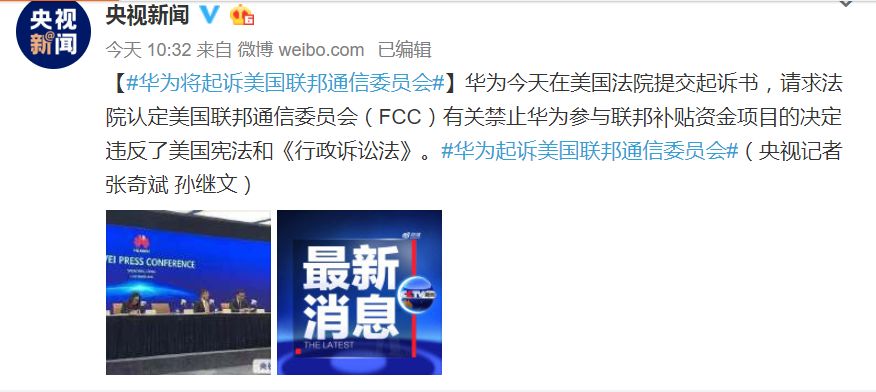 央视
新闻
央视新闻
今天 10:32 来自 微博 weibo.com 已编辑
【#华为将起诉美国联邦通信委员会#】华为今天在美国法院提交起诉书，请求法
院认定美国联邦通信委员会（FCC）有关禁止华为参与联邦补贴资金项目的决定
违反了美国宪法和《行政诉讼法》。#华为起诉美国联邦通信委员会#（央视记者
张奇斌 孙继文）
HUAWEI
WEI PRESS CONFERENCE
最新
消息
THE LATEST